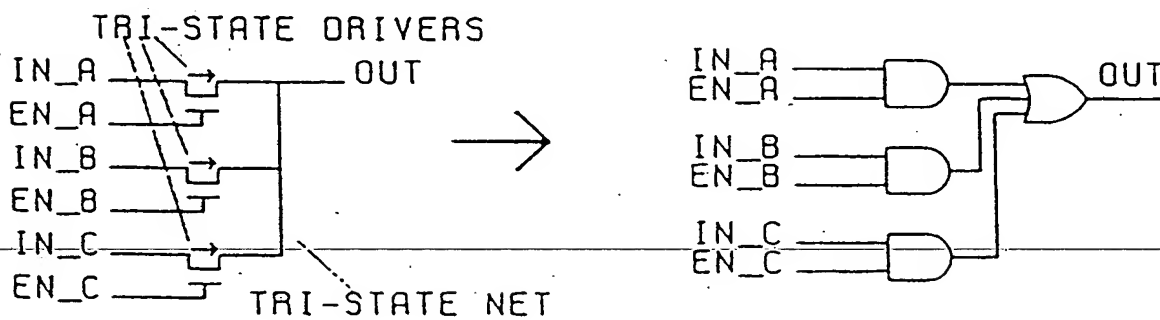 TRI-STATE DRIVERS
IN_A
OUT
EN_A
IN_B
EN_B
IN_C
EN_C
TRI-STATE NET
IN_A
EN_A
OUT
IN_B
EN_B
IN_C
EN_C